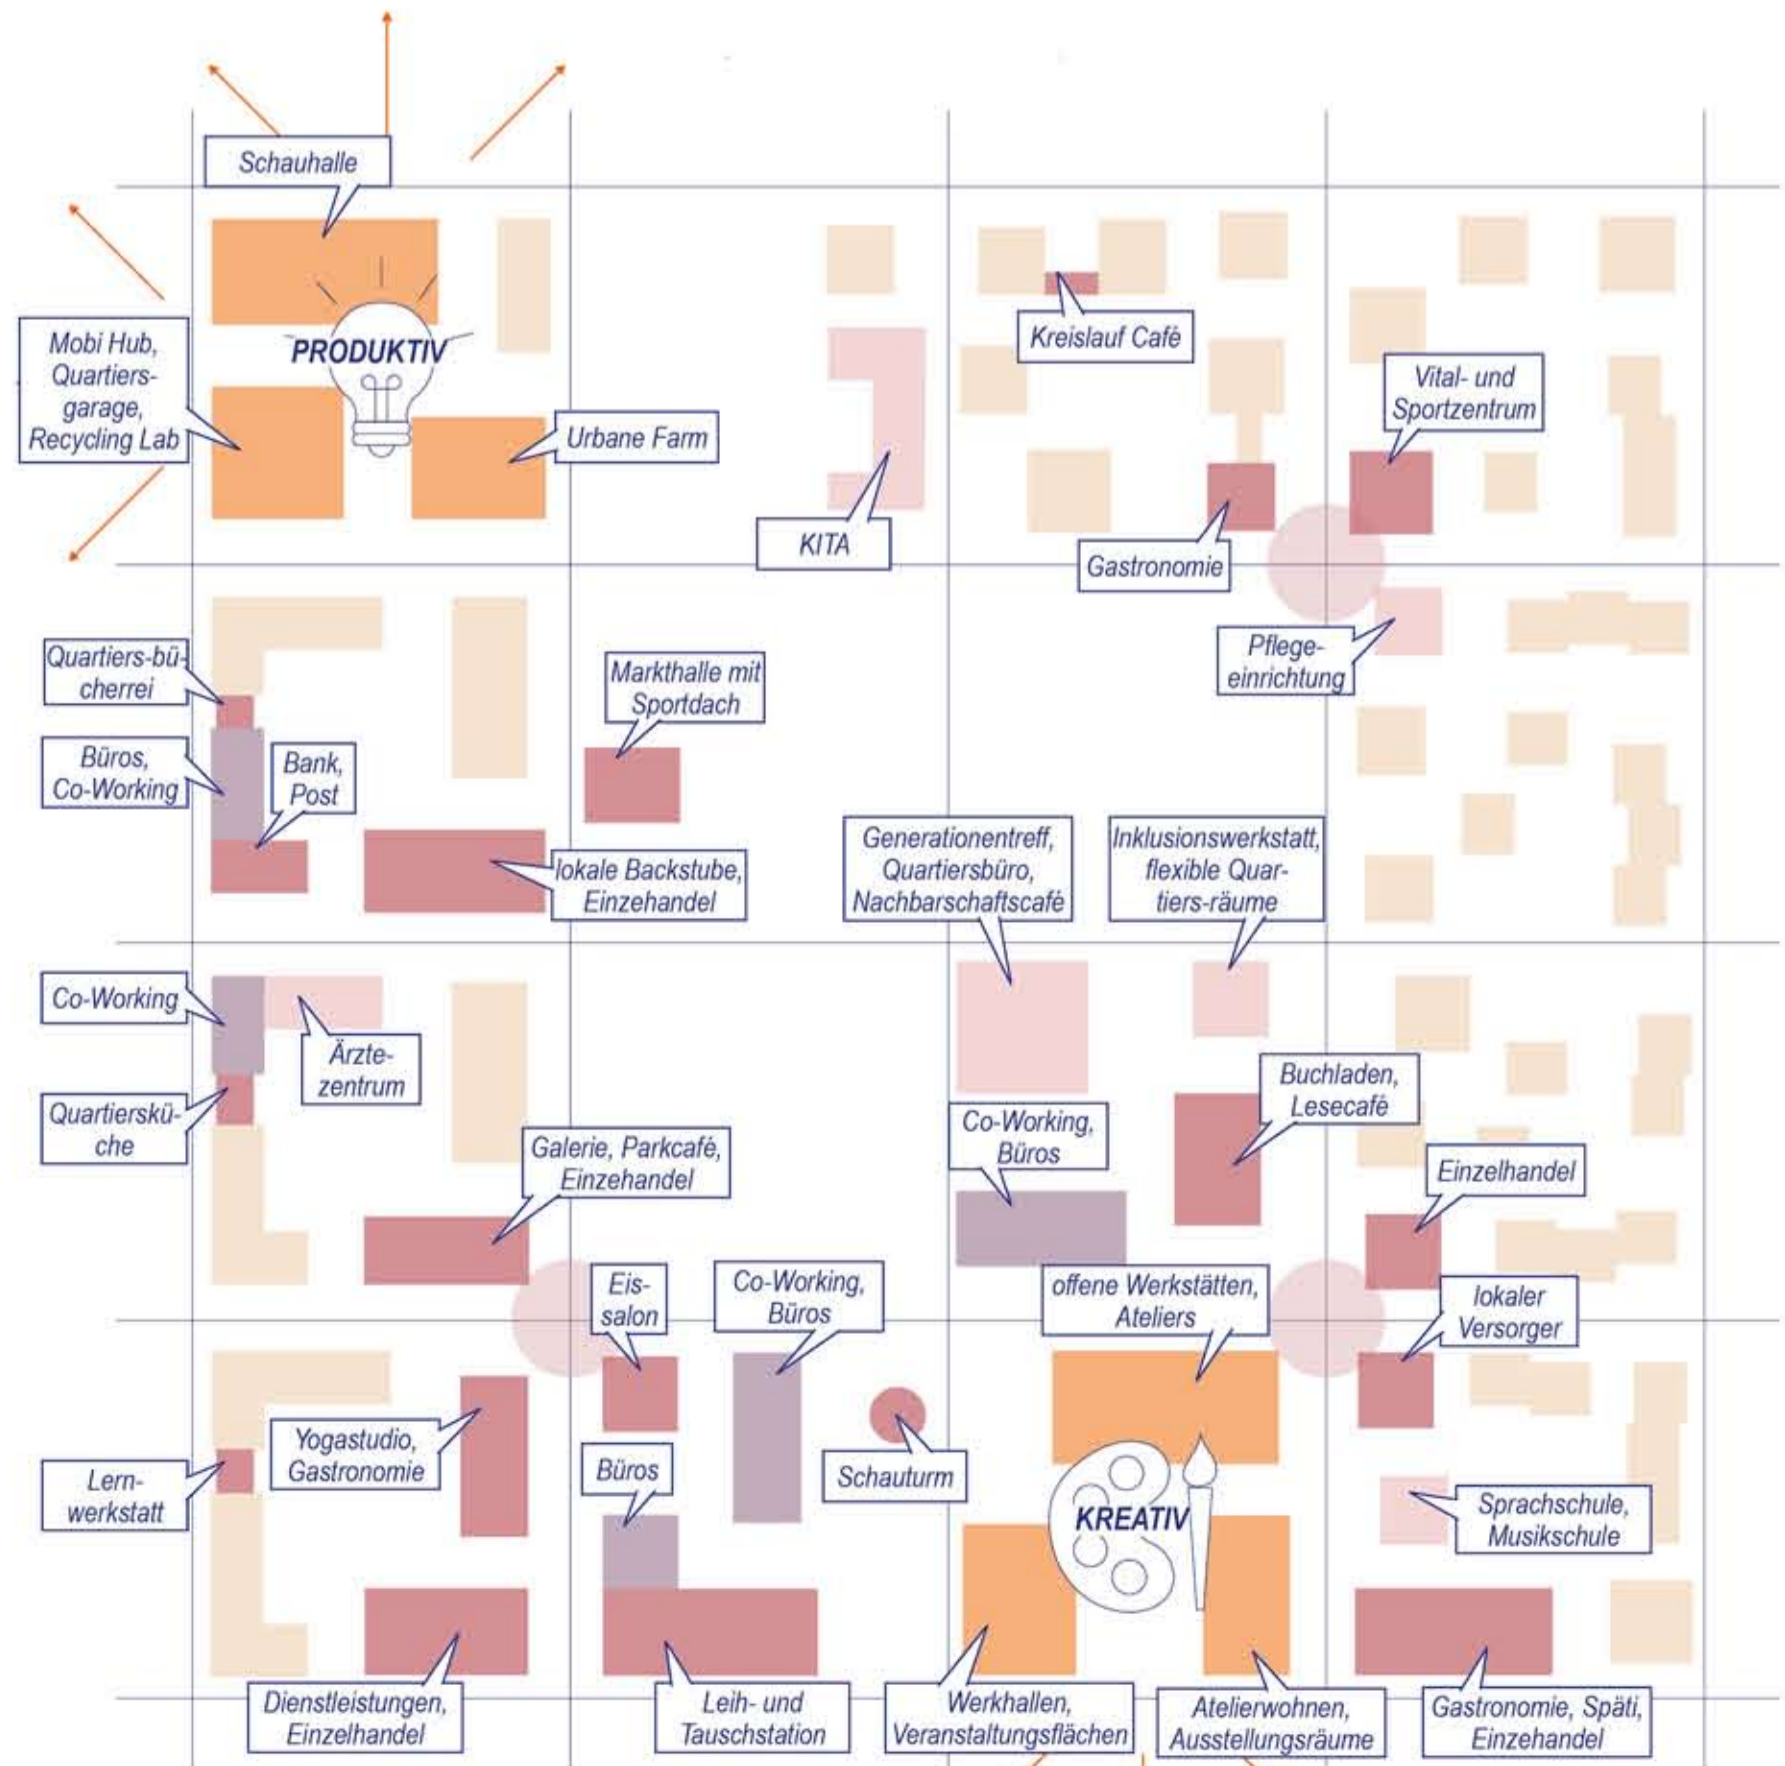 Schauhalle
Mobi Hub,
Quartiers-
garage,
Recycling Lab
PRODUKTIV
Urbane Farm
KITA
Kreislauf Café
Gastronomie
Vital- und
Sportzentrum
Pflege-
einrichtung
Quartiers-bü-
cherrei
Büros,
Co-Working
Bank,
Post
Markthalle mit
Sportdach
lokale Backstube,
Einzehandel
Generationentreff,
Quartiersbüro,
Nachbarschaftscafé
Inklusionswerkstatt,
flexible Quar-
tiers-räume
Co-Working
Ärzte-
zentrum
Quartierskü-
che
Galerie, Parkcafé,
Einzehandel
Co-Working,
Büros
Buchladen,
Lesecafé
Einzelhandel
Eis-
salon
Co-Working,
Büros
offene Werkstätten,
Ateliers
lokaler
Versorger
Lern-
werkstatt
Yogastudio,
Gastronomie
Büros
Schauturm
KREATIV
Sprachschule,
Musikschule
Dienstleistungen,
Einzelhandel
Leih- und
Tauschstation
Werkhallen,
Veranstaltungsflächen
Atelierwohnen,
Ausstellungsräume
Gastronomie, Späti,
Einzehandel